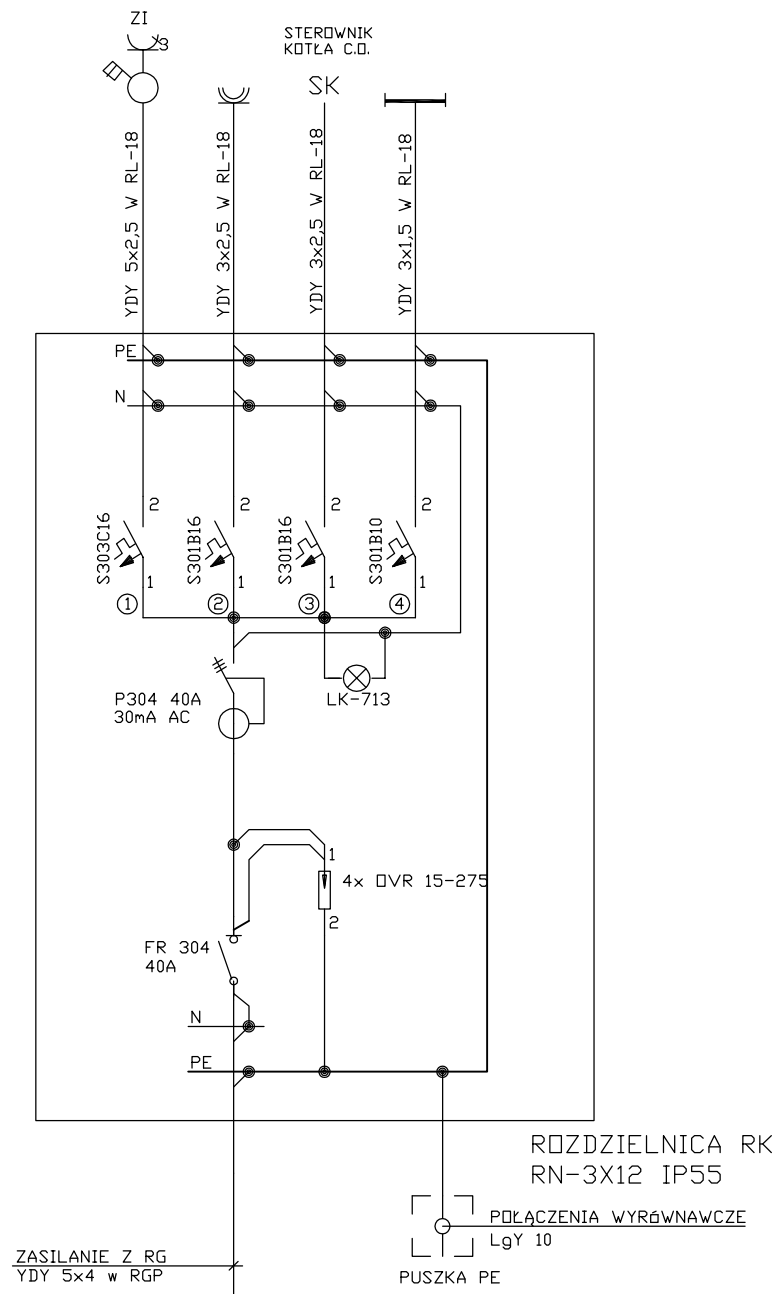 ZI
3
STEROWNIK
KOTŁA C.O.
SK
YDY 5x2,5 W RL-18
YDY 3x2,5 W RL-18
YDY 3x2,5 W RL-18
YDY 3x1,5 W RL-18
PE
N
2
2
2
2
S303C16
S301B16
S301B16
S301B10
1
1
1
1
1
2
3
4
P304 40A
30mA AC
LK-713
1
4x OVR 15-275
2
FR 304
40A
N
PE
ROZDZIELNICA RK
RN-3X12 IP55
POŁĄCZENIA WYRóWNAWCZE
LgY 10
ZASILANIE Z RG
YDY 5x4 w RGP
PUSZKA PE